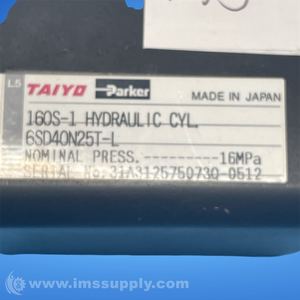 L5
TAIYO Parker MADE IN JAPAN
160S-1 HYDRAULIC CYL.
6SD40N25T-L
NOMINAL PRESS.----------16MPa
SERIAL No.31A312575073Q-0512
© www.imssupply.com